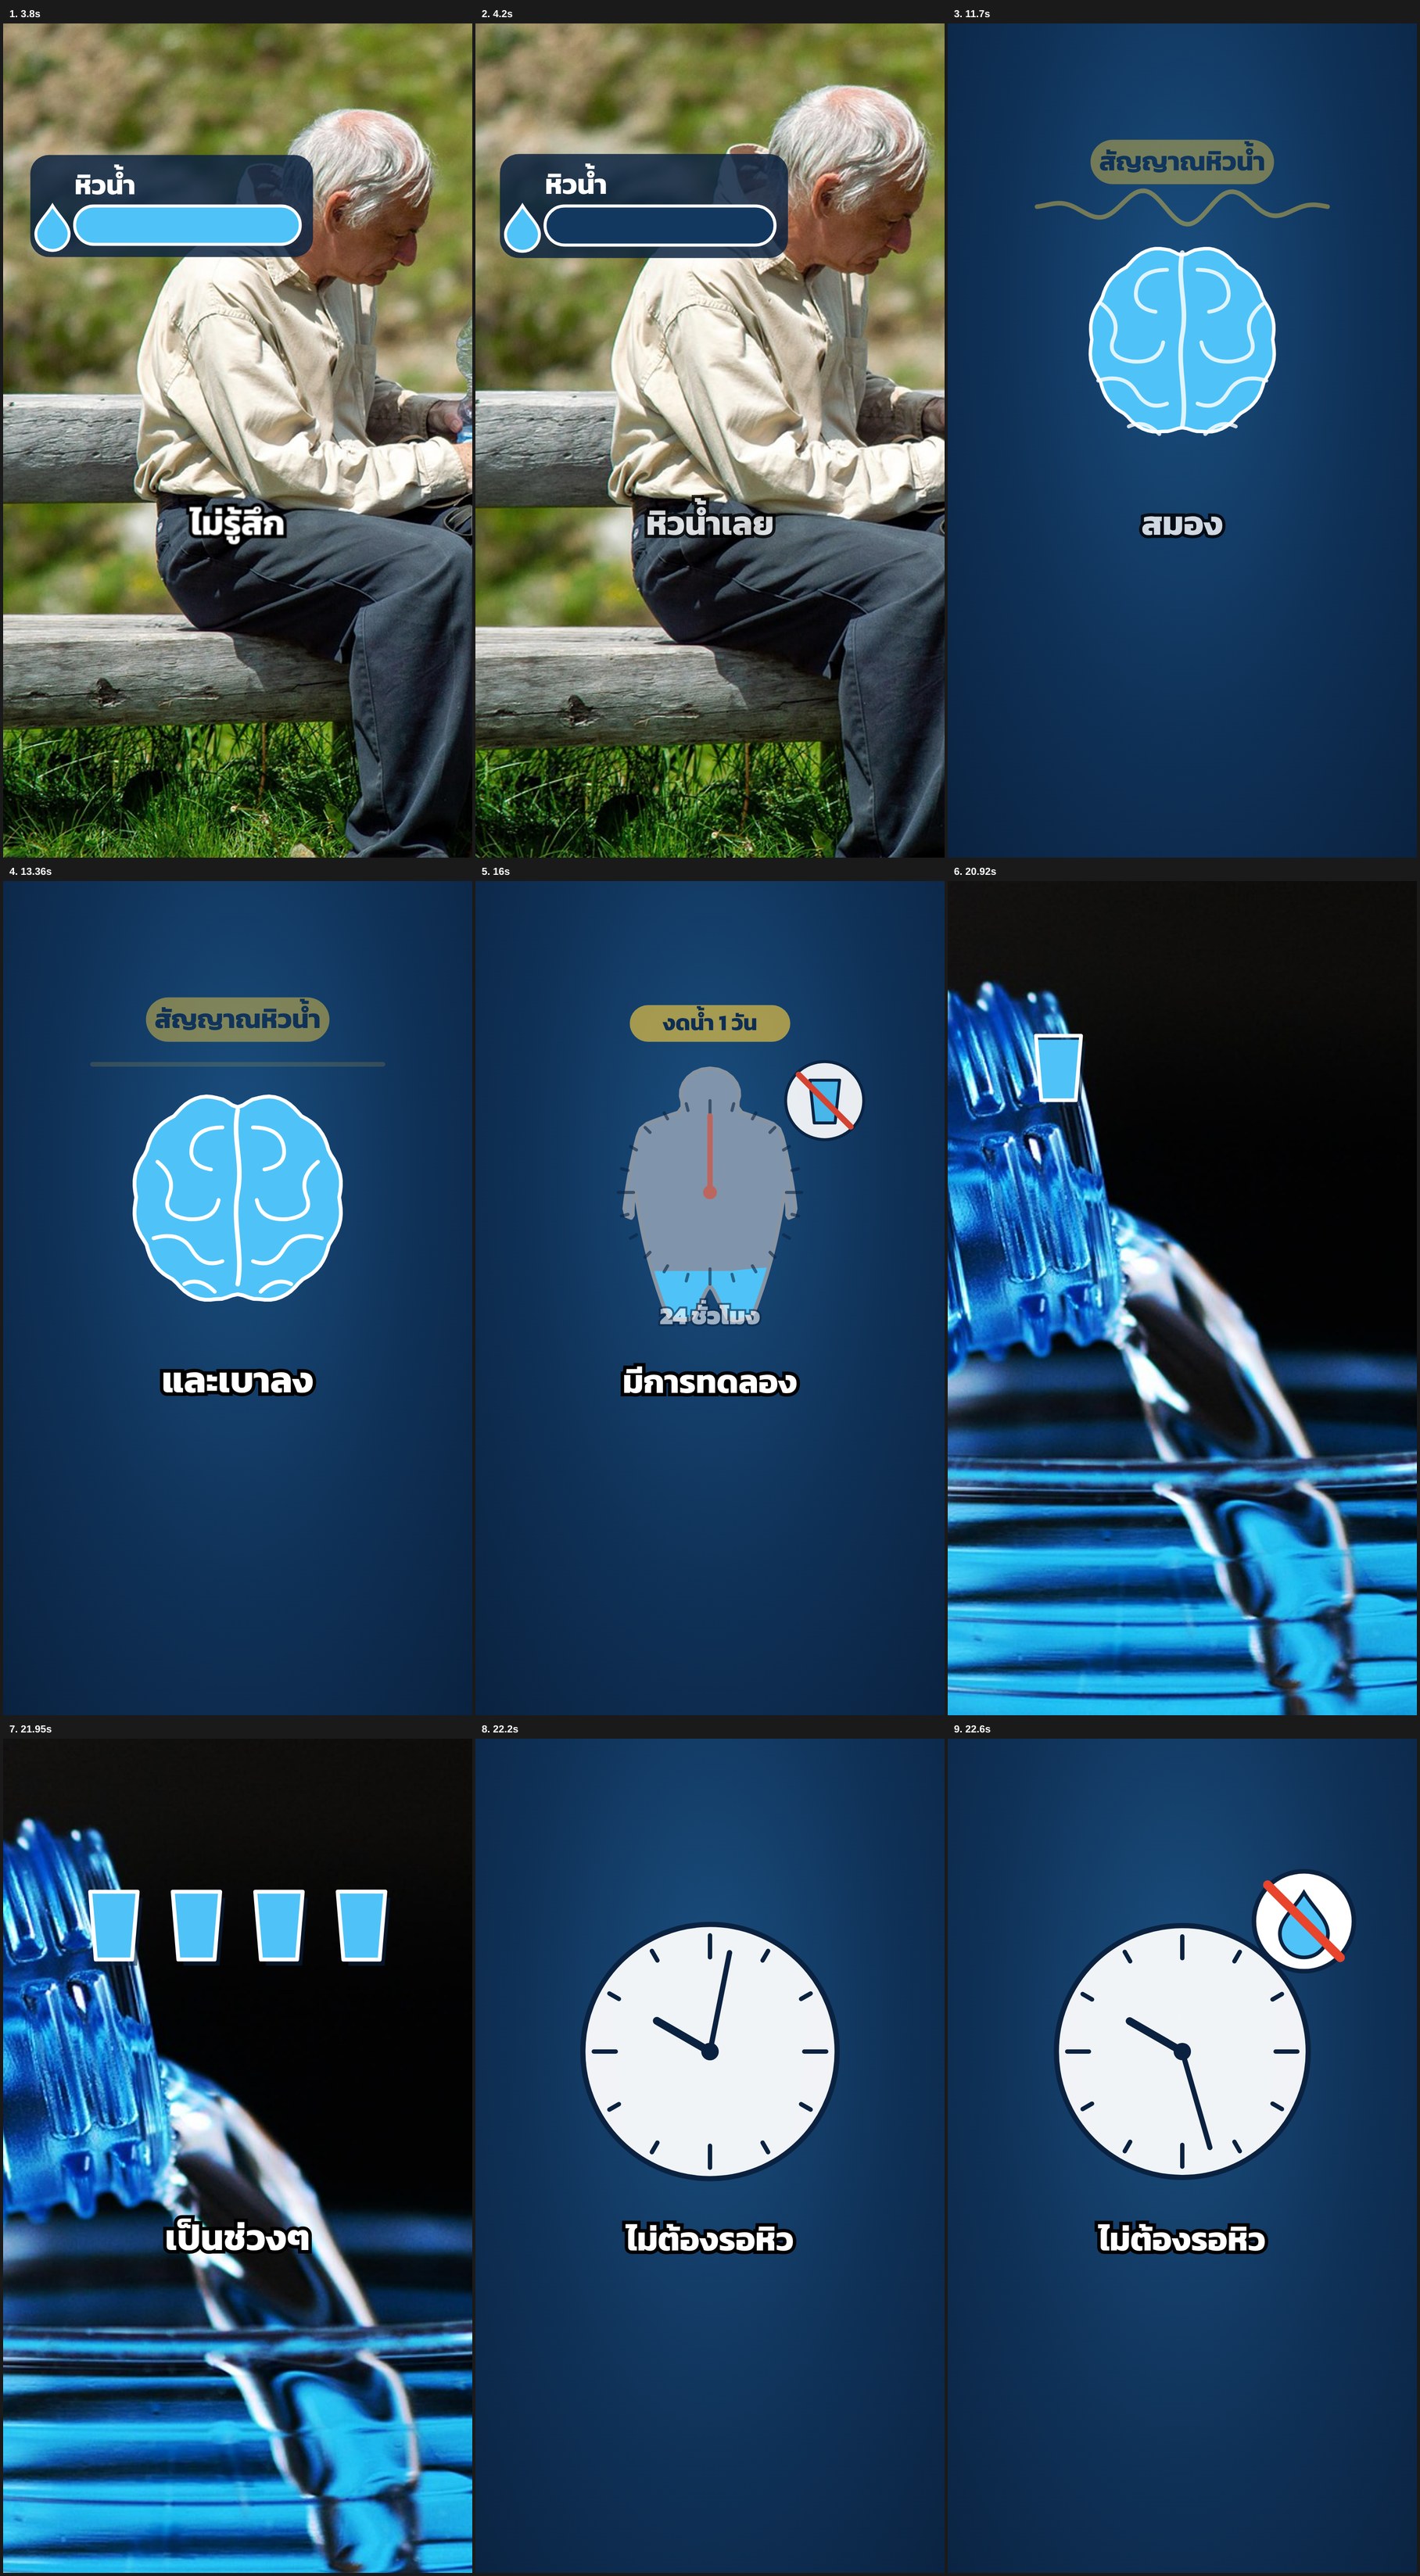 1. 3.8s
หิวน้ำ
ไม่รู้สึก
2. 4.2s
หิวน้ำ
หิวน้ำเลย
3. 11.7s
สัญญาณหิวน้ำ
สมอง
4. 13.36s
สัญญาณหิวน้ำ
และเบาลง
5. 16s
งดน้ำ 1 วัน
24 ชั่วโมง
มีการทดลอง
6. 20.92s
7. 21.95s
เป็นช่วงๆ
8. 22.2s
ไม่ต้องรอหิว
9. 22.6s
ไม่ต้องรอหิว